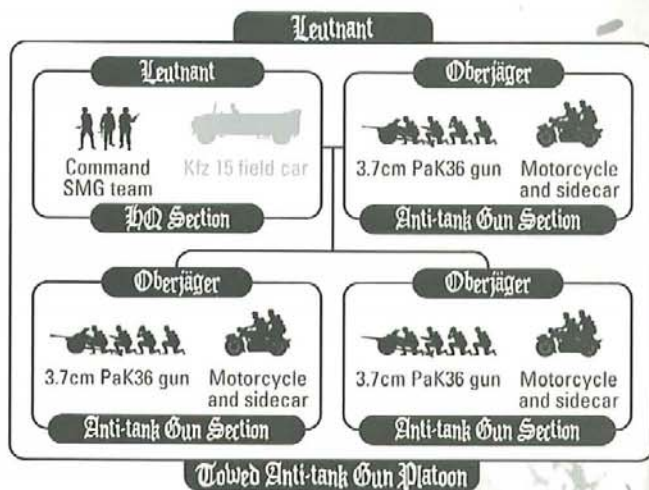 Leutnant
Leutnant
Command
SMG team
Kfz 15 field car
HQ Section
Oberjäger
3.7cm PaK36 gun
Motorcycle
and sidecar
Anti-tank Gun Section
Oberjäger
3.7cm PaK36 gun
Motorcycle
and sidecar
Anti-tank Gun Section
Oberjäger
3.7cm PaK36 gun
Motorcycle
and sidecar
Anti-tank Gun Section
Towed Anti-tank Gun Platoon